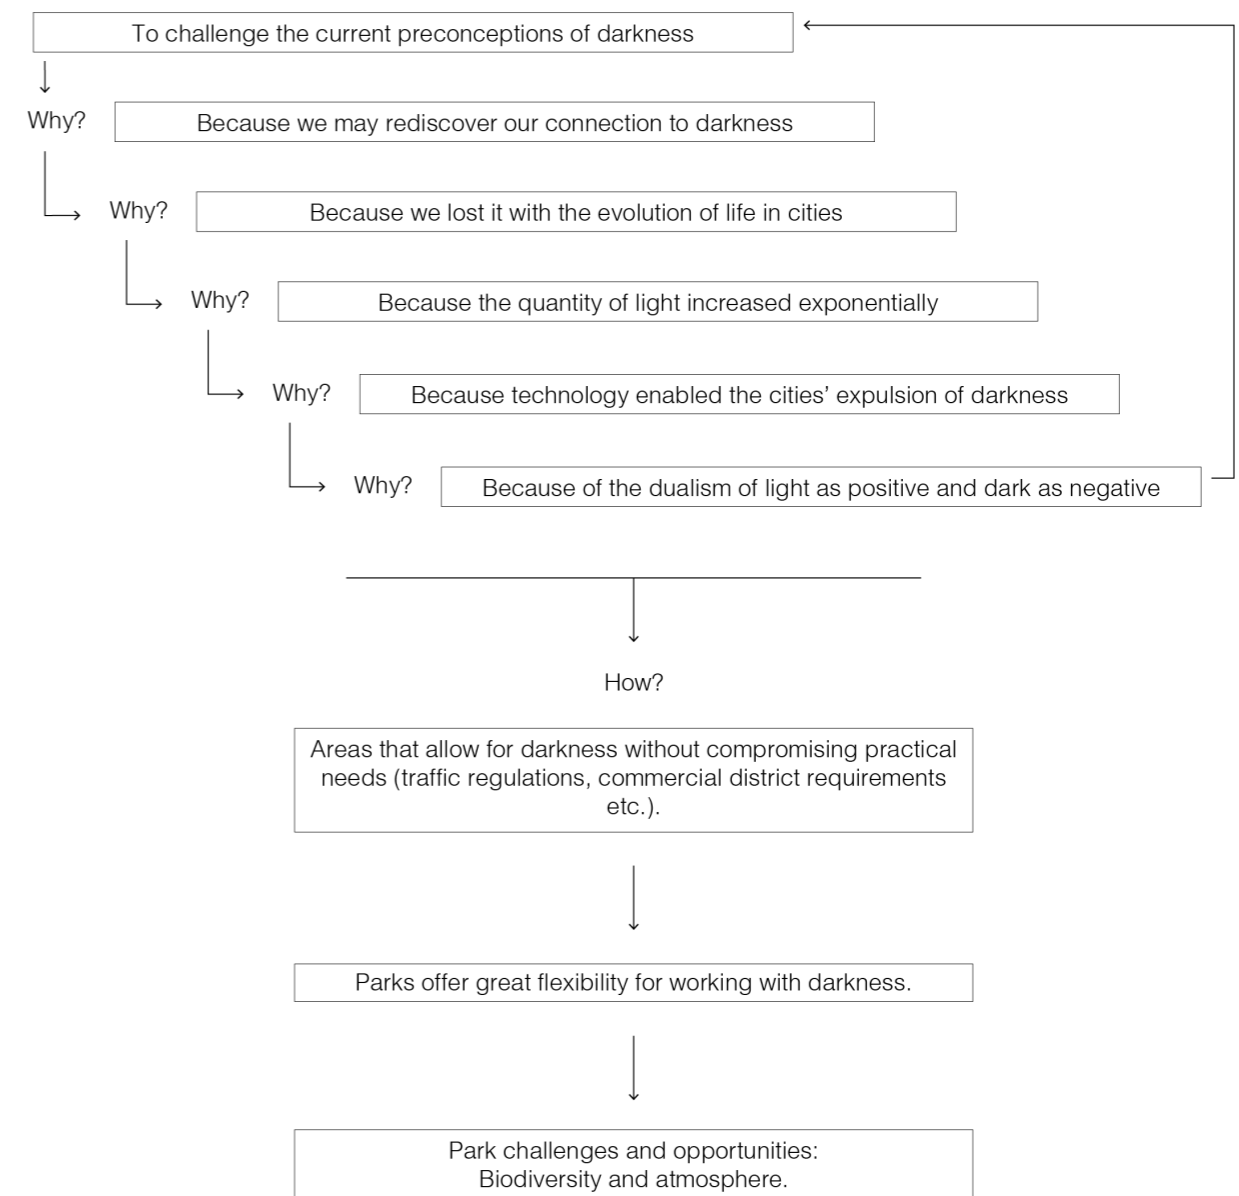 To challenge the current preconceptions of darkness
Why?
Because we may rediscover our connection to darkness
Why?
Because we lost it with the evolution of life in cities
Why?
Because the quantity of light increased exponentially
Why?
Because technology enabled the cities’ expulsion of darkness
Why?
Because of the dualism of light as positive and dark as negative
How?
Areas that allow for darkness without compromising practical
needs (traffic regulations, commercial district requirements
etc.).
Parks offer great flexibility for working with darkness.
Park challenges and opportunities:
Biodiversity and atmosphere.